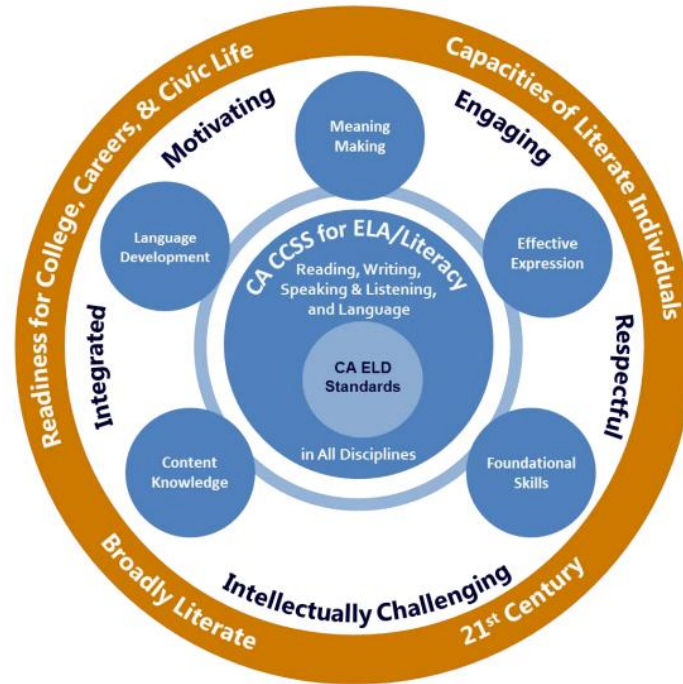 Readiness for College, Careers, & Civic Life
Capacities of Literate Individuals
Broadly Literate
21st Century
Motivating
Engaging
Integrated
Respectful
Intellectually Challenging
Meaning
Making
Language
Development
Effective
Expression
Content
Knowledge
Foundational
Skills
CA CCSS for ELA/Literacy
Reading, Writing,
Speaking & Listening,
and Language
CA ELD
Standards
in All Disciplines